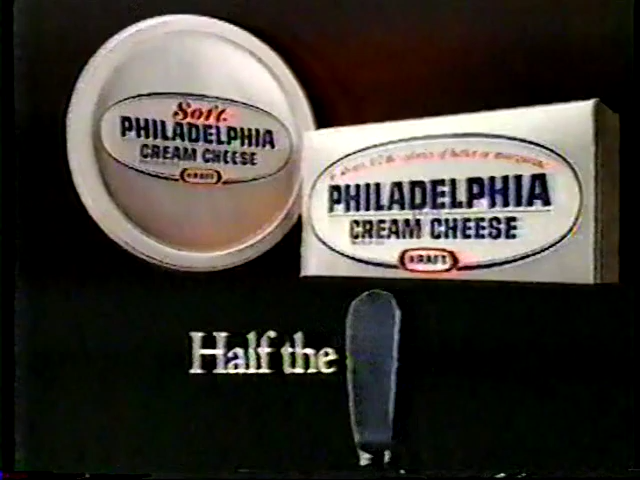 Soft
PHILADELPHIA
CREAM CHEESE
KRAFT
PHILADELPHIA
CREAM CHEESE
KRAFT
Half the